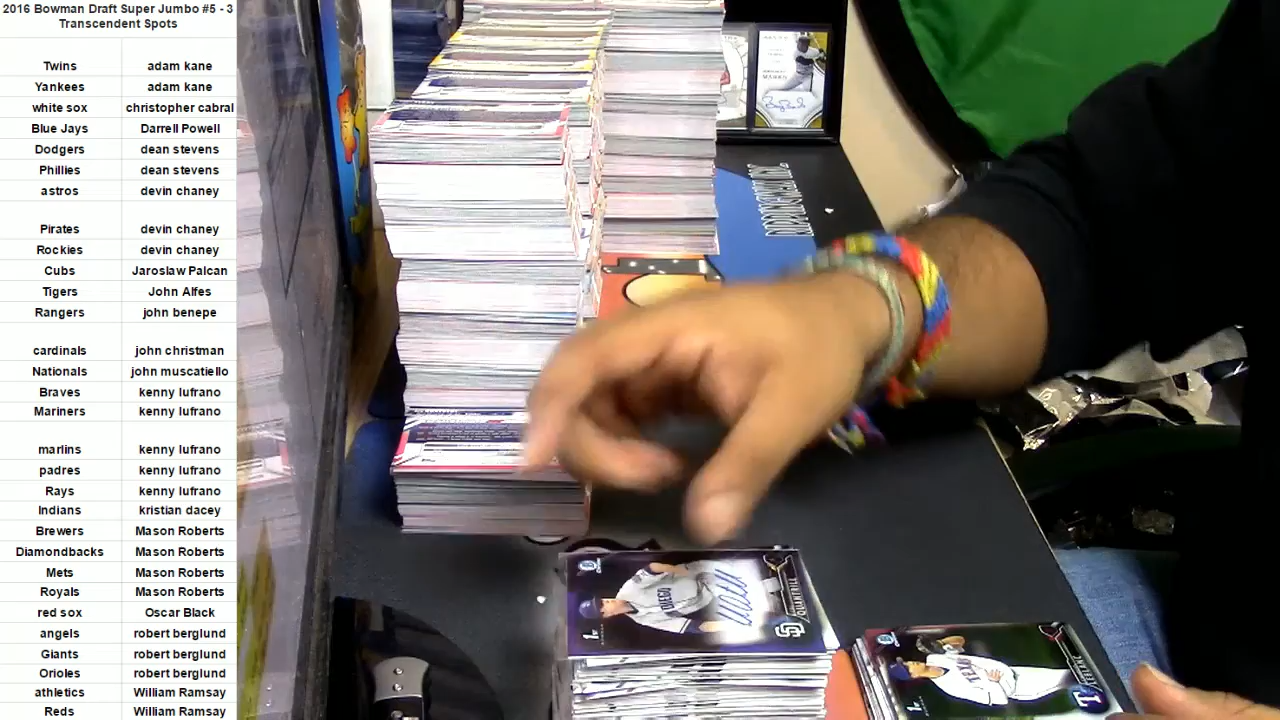 2016 Bowman Draft Super Jumbo #5 - 3
Transcendent Spots
Twins adam kane
Yankees adam kane
white sox christopher cabral
Blue Jays Darrell Powell
Dodgers dean stevens
Phillies dean stevens
astros devin chaney
Pirates devin chaney
Rockies devin chaney
Cubs Jaroslaw Palcan
Tigers John Alfes
Rangers john benepe
cardinals john christman
Nationals john muscatiello
Braves kenny lufrano
Mariners kenny lufrano
marlins kenny lufrano
padres kenny lufrano
Rays kenny lufrano
Indians kristian dacey
Brewers Mason Roberts
Diamondbacks Mason Roberts
Mets Mason Roberts
Royals Mason Roberts
red sox Oscar Black
angels robert berglund
Giants robert berglund
Orioles robert berglund
athletics William Ramsay
Reds William Ramsay
QUANTRILL
1st